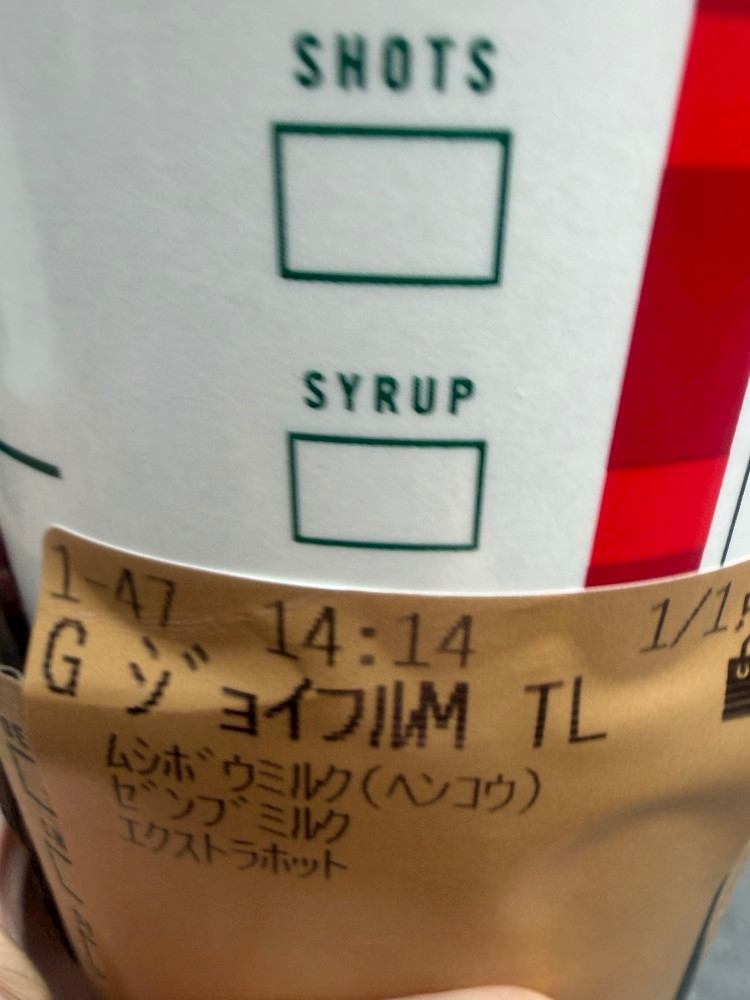 SHOTS
SYRUP
1-47 14:14 1/1
G ジョイフルM TL
ムシボウミルク(ヘンコウ)
ゼンブミルク
エクストラホット